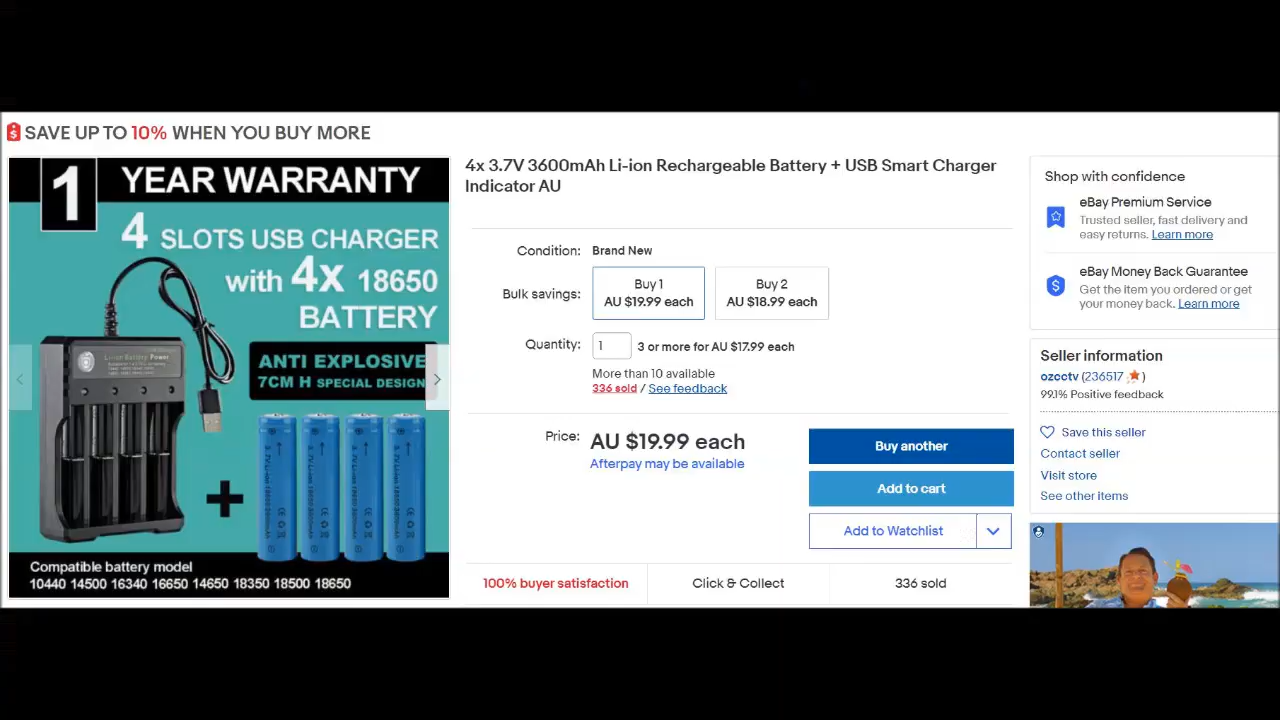 SAVE UP TO 10% WHEN YOU BUY MORE
1 YEAR WARRANTY
4 SLOTS USB CHARGER
with 4x 18650
BATTERY
ANTI EXPLOSIVE
7CM H SPECIAL DESIGN
Li-ion Battery Power
+
Compatible battery model
10440 14500 16340 16650 14650 18350 18500 18650
4x 3.7V 3600mAh Li-ion Rechargeable Battery + USB Smart Charger
Indicator AU
Condition: Brand New
Bulk savings:
Buy 1
AU $19.99 each
Buy 2
AU $18.99 each
Quantity: 1 3 or more for AU $17.99 each
More than 10 available
336 sold / See feedback
Price: AU $19.99 each
Afterpay may be available
Buy another
Add to cart
Add to Watchlist
100% buyer satisfaction
Click & Collect
336 sold
Shop with confidence
eBay Premium Service
Trusted seller, fast delivery and
easy returns. Learn more
eBay Money Back Guarantee
Get the item you ordered or get
your money back. Learn more
Seller information
ozcctv (236517 )
99.1% Positive feedback
Save this seller
Contact seller
Visit store
See other items